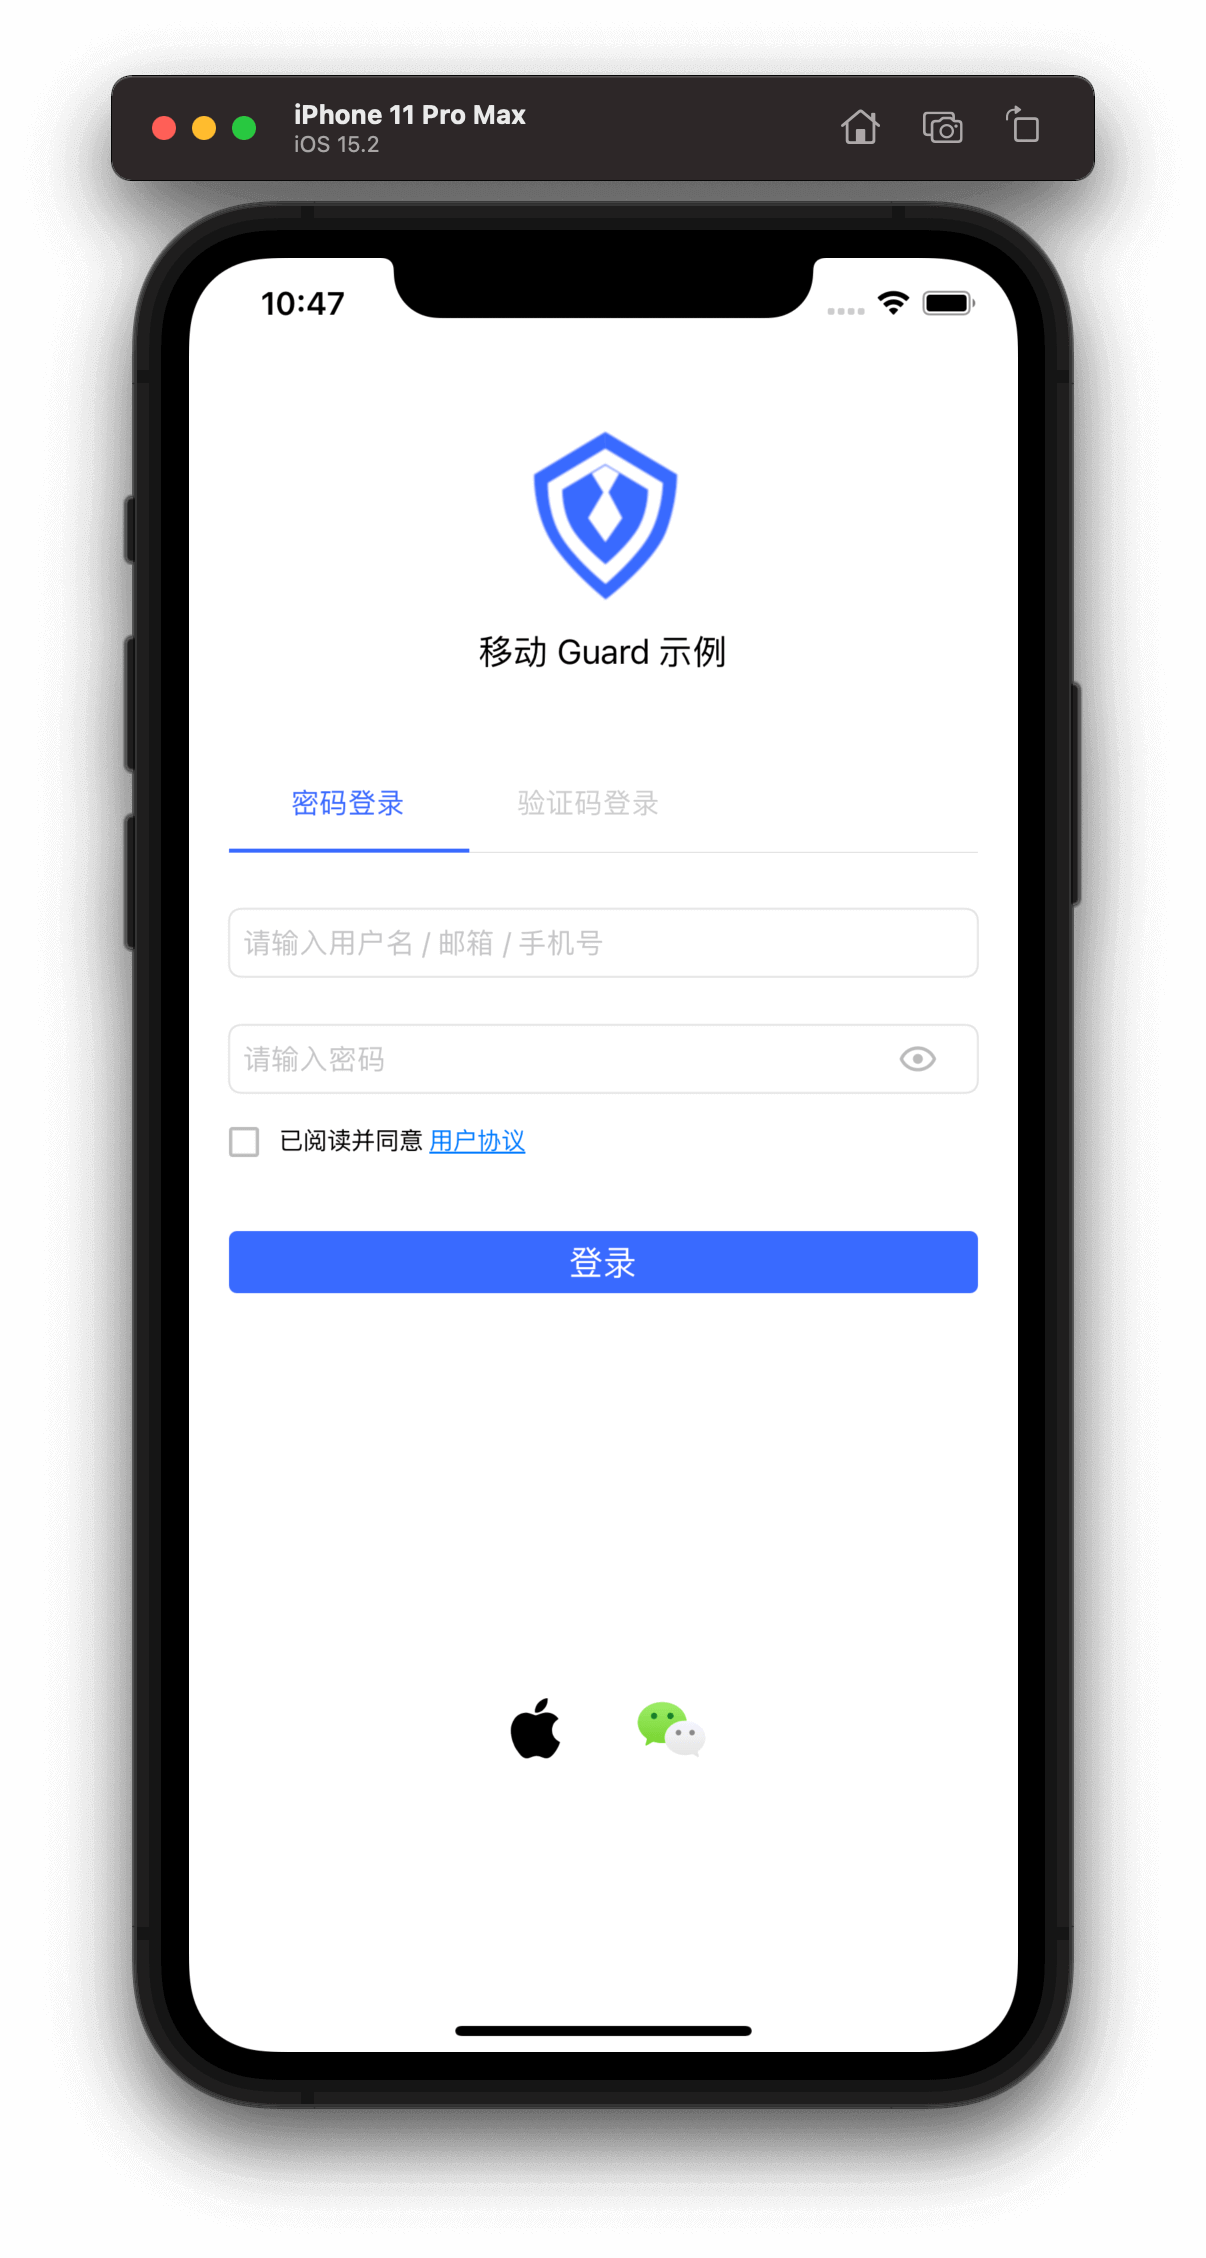 iPhone 11 Pro Max
iOS 15.2
10:47
移动 Guard 示例
密码登录 验证码登录
请输入用户名 / 邮箱 / 手机号
请输入密码
已阅读并同意 用户协议
登录